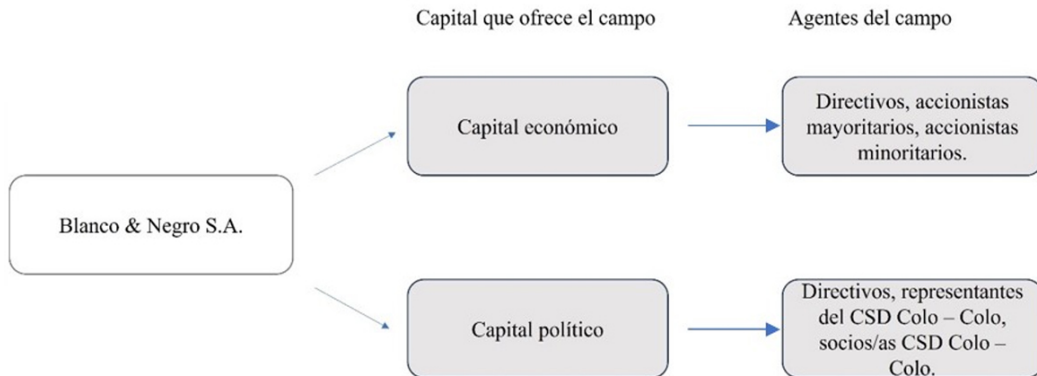 Capital que ofrece el campo
Agentes del campo
Blanco & Negro S.A.
Capital económico
Directivos, accionistas
mayoritarios, accionistas
minoritarios.
Capital político
Directivos, representantes
del CSD Colo – Colo,
socios/as CSD Colo –
Colo.